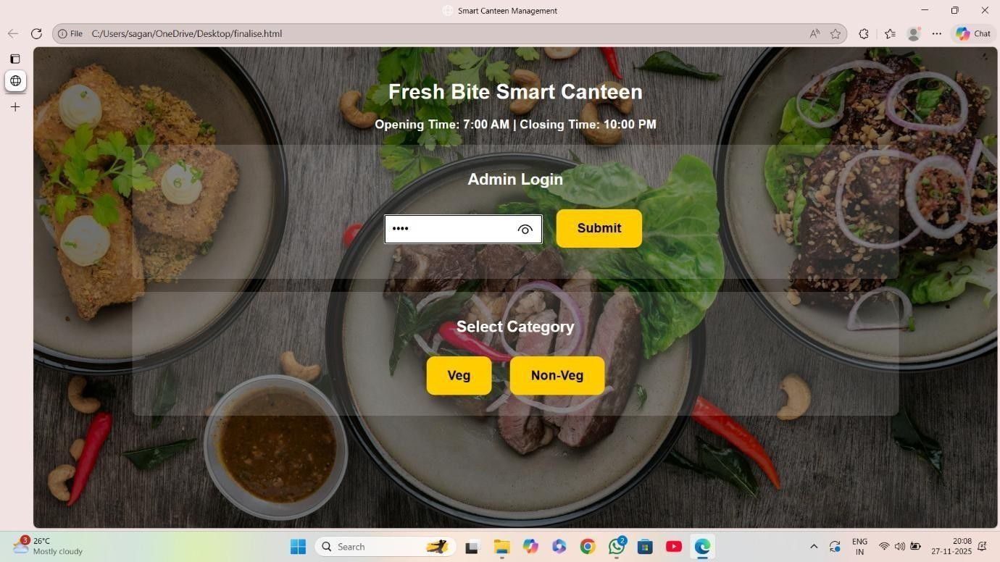 Smart Canteen Management
File C:/Users/sagan/OneDrive/Desktop/finalise.html
Chat
Fresh Bite Smart Canteen
Opening Time: 7:00 AM | Closing Time: 10:00 PM
Admin Login
•••• Submit
Select Category
Veg Non-Veg
3 26°C
Mostly cloudy
Search
2
ENG
IN
20:08
27-11-2025